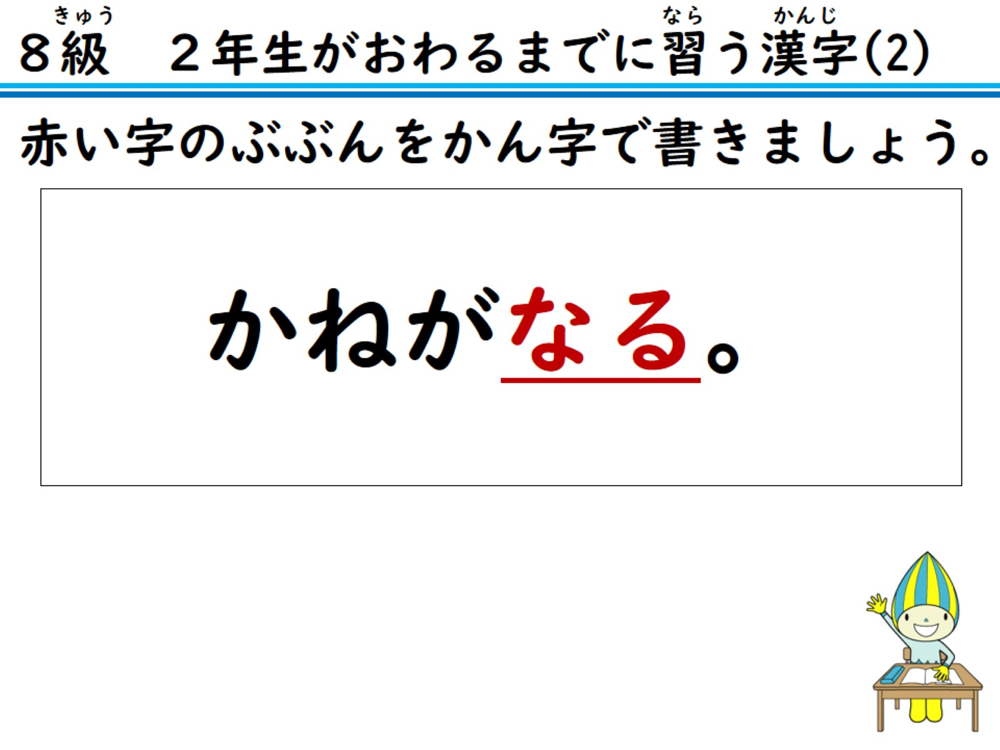 きゅう なら かんじ
８級　２年生がおわるまでに習う漢字(2)
赤い字のぶぶんをかん字で書きましょう。
かねがなる。